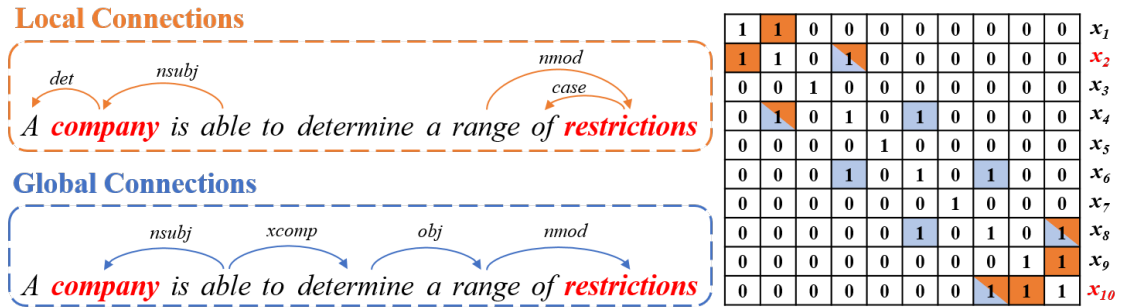 Local Connections
det nsubj nmod
case
A company is able to determine a range of restrictions
Global Connections
nsubj xcomp obj nmod
A company is able to determine a range of restrictions
1 1 0 0 0 0 0 0 0 0 x1
1 1 0 1 0 0 0 0 0 0 x2
0 0 1 0 0 0 0 0 0 0 x3
0 1 0 1 0 1 0 0 0 0 x4
0 0 0 0 1 0 0 0 0 0 x5
0 0 0 1 0 1 0 1 0 0 x6
0 0 0 0 0 0 1 0 0 0 x7
0 0 0 0 0 1 0 1 0 1 x8
0 0 0 0 0 0 0 0 1 1 x9
0 0 0 0 0 0 0 1 1 1 x10